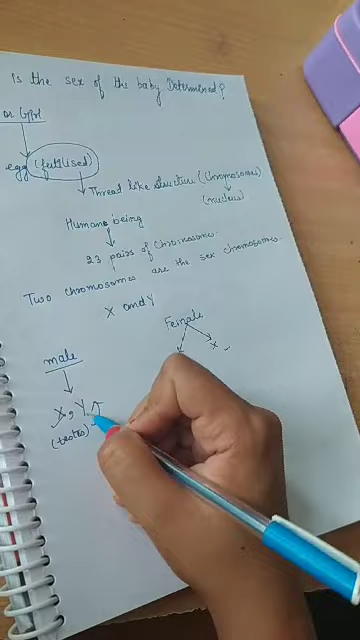 Is the sex of the baby Determined?
or Girl
egg (fertilised)
Thread like structure (chromosomes)
(nucleus)
Human being
23 pairs of chromosomes.
Two chromosomes are the sex chromosomes.
X and Y
Female
male
X
X, Y
(testes)